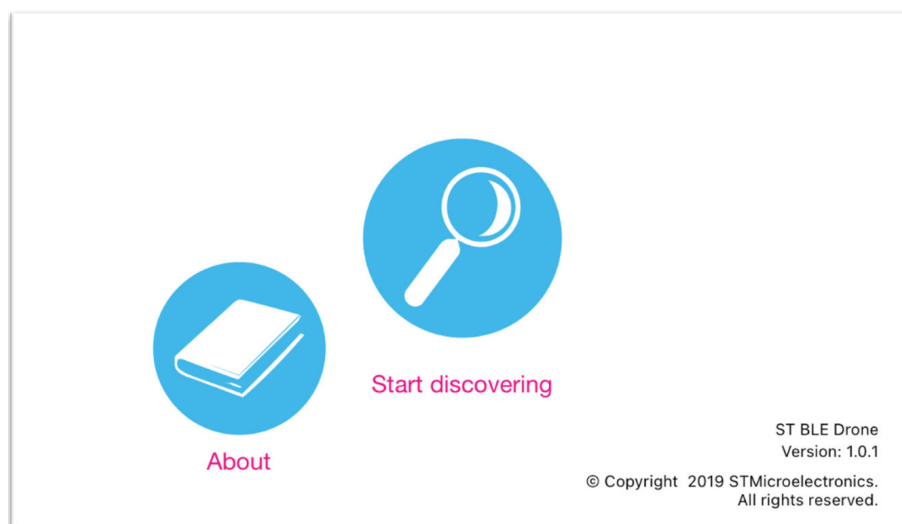 Start discovering
About
ST BLE Drone
Version: 1.0.1
© Copyright 2019 STMicroelectronics.
All rights reserved.